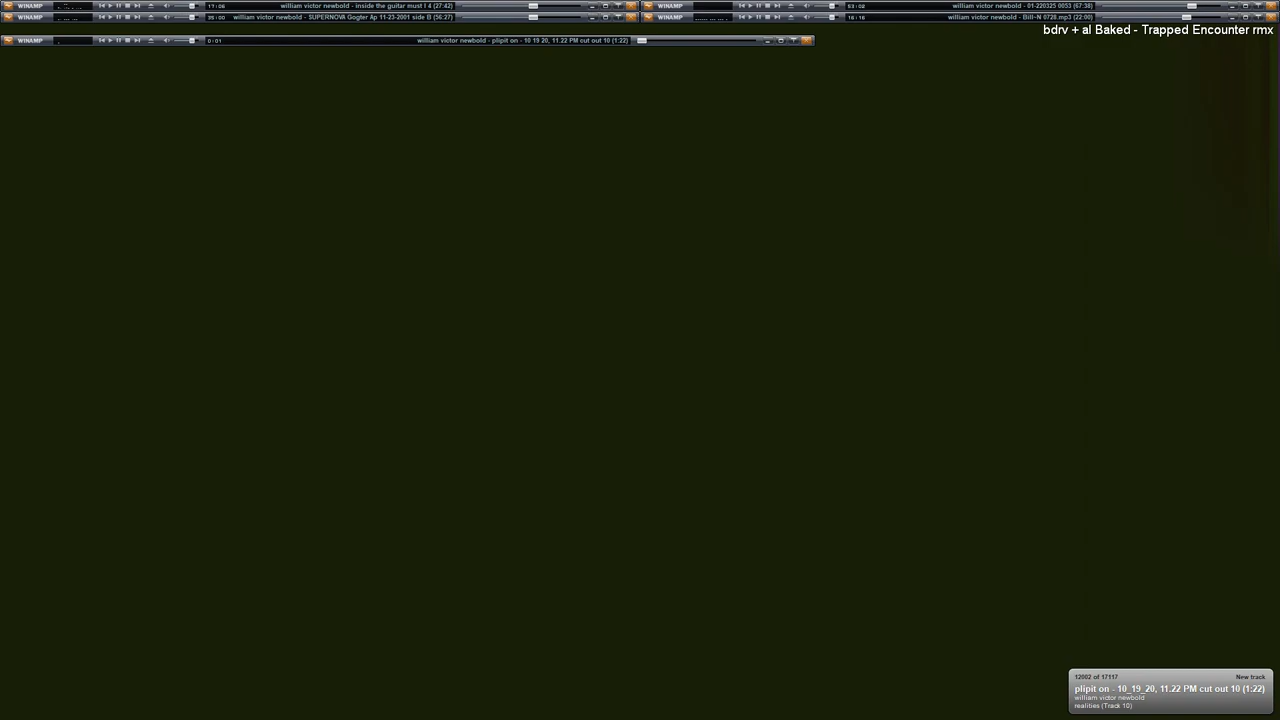 WINAMP 17:06 william victor newbold - inside the guitar must I 4 (27:42)
WINAMP 53:02 william victor newbold - 01-220325 0053 (67:38)
WINAMP 35:00 william victor newbold - SUPERNOVA Gogter Ap 11-23-2001 side B (56:27)
WINAMP 16:16 william victor newbold - Bill-N 0728.mp3 (22:00)
bdrv + al Baked - Trapped Encounter rmx
WINAMP 0:01 william victor newbold - plipit on - 10 19 20, 11.22 PM cut out 10 (1:22)
12002 of 17117 New track
plipit on - 10_19_20, 11.22 PM cut out 10 (1:22)
william victor newbold
realities (Track 10)